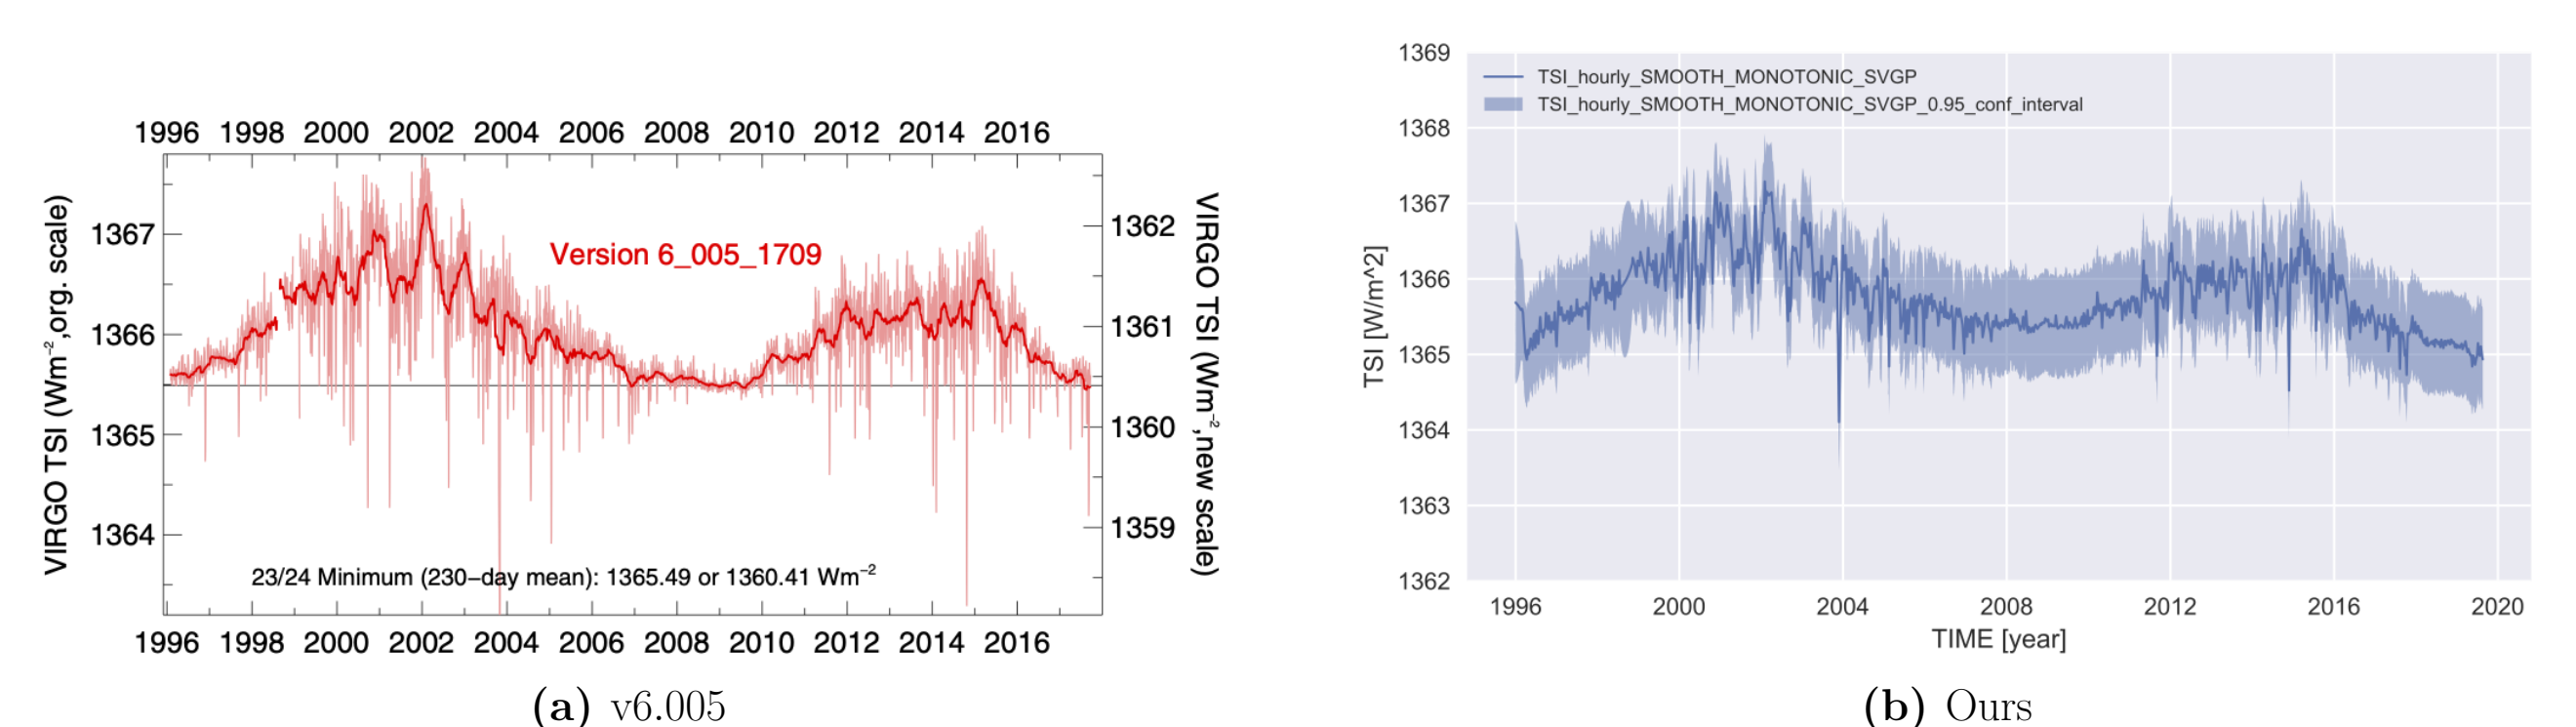 1996 1998 2000 2002 2004 2006 2008 2010 2012 2014 2016
VIRGO TSI (Wm⁻²,org. scale)
1367
1366
1365
1364
Version 6_005_1709
23/24 Minimum (230−day mean): 1365.49 or 1360.41 Wm⁻²
1362
1361
1360
1359
VIRGO TSI (Wm⁻²,new scale)
1996 1998 2000 2002 2004 2006 2008 2010 2012 2014 2016
(a) v6.005
TSI [W/m^2]
1369
1368
1367
1366
1365
1364
1363
1362
TSI_hourly_SMOOTH_MONOTONIC_SVGP
TSI_hourly_SMOOTH_MONOTONIC_SVGP_0.95_conf_interval
1996 2000 2004 2008 2012 2016 2020
TIME [year]
(b) Ours